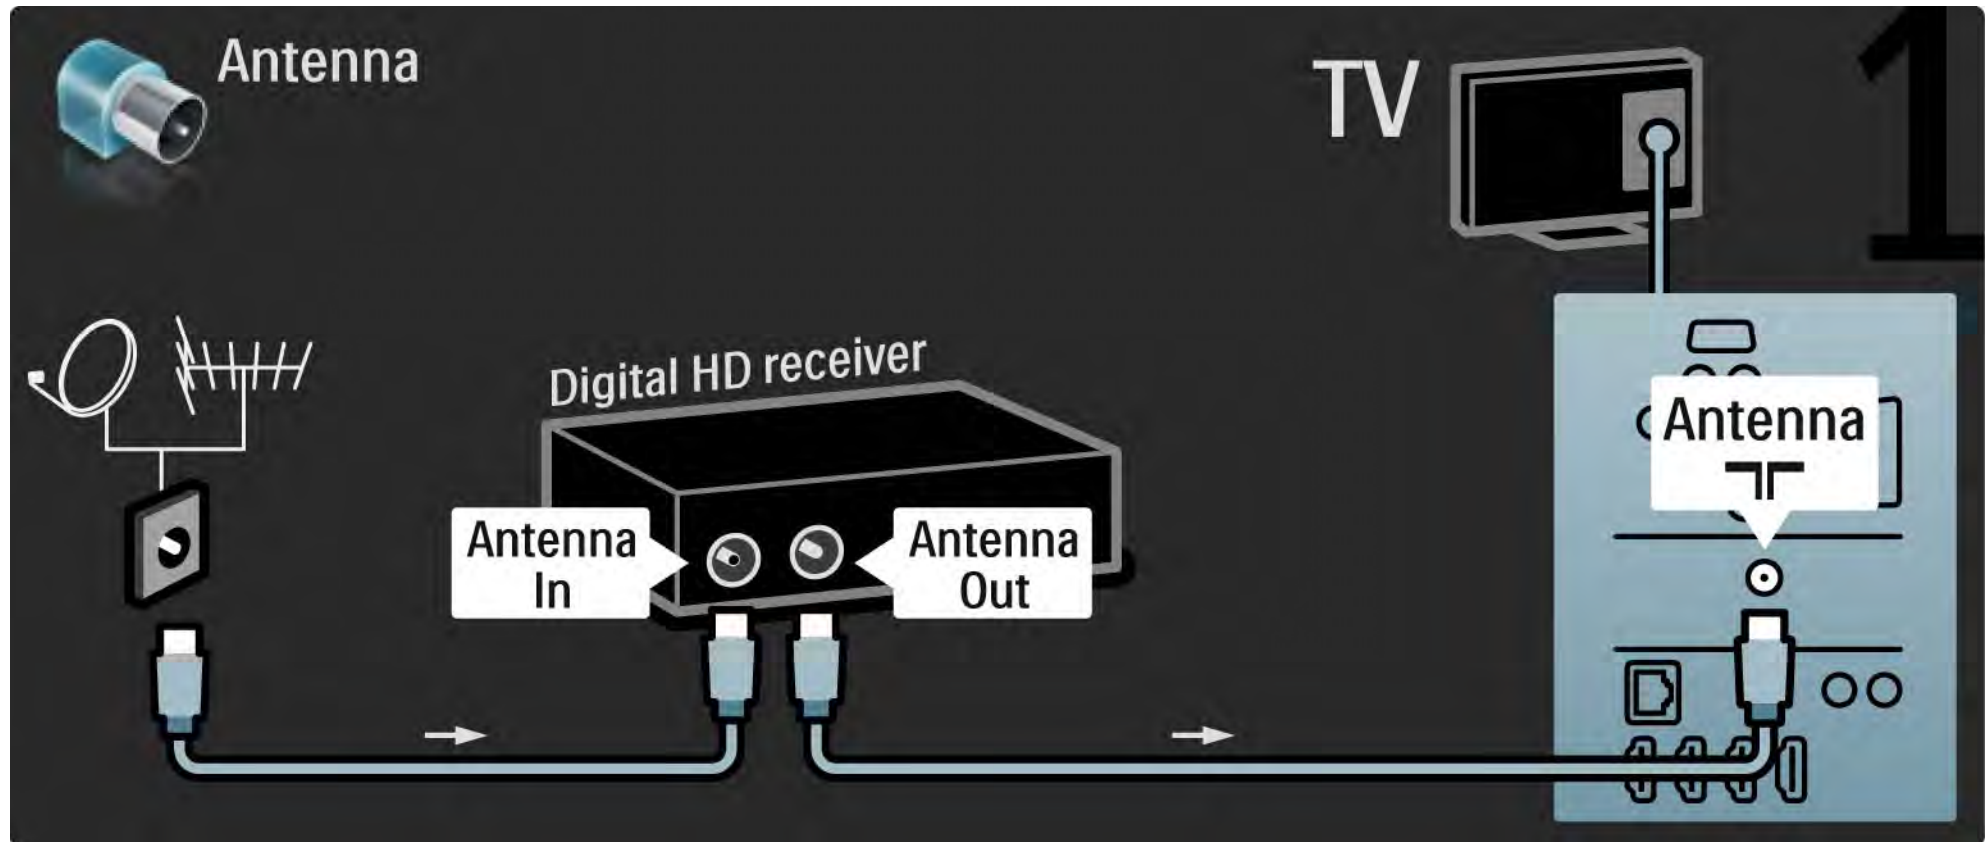 Antenna
TV
1
Digital HD receiver
Antenna
In
Antenna
Out
Antenna